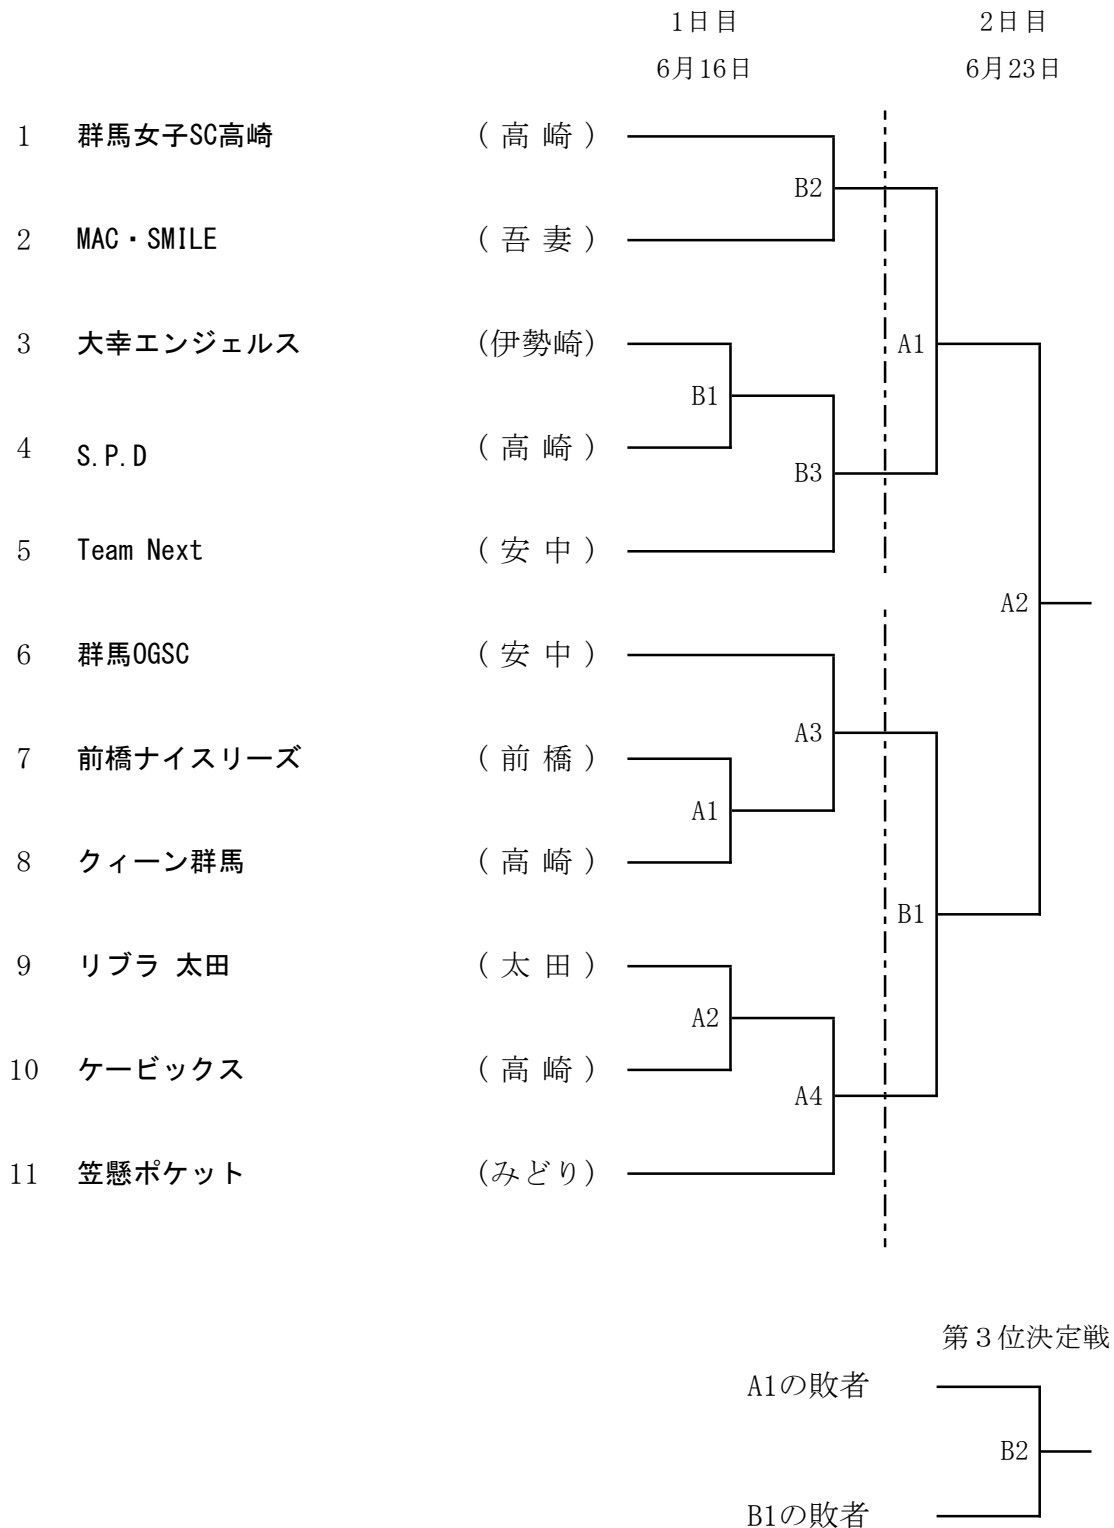 1日目 2日目
6月16日 6月23日
1 群馬女子SC高崎 (高崎)
B2
2 MAC・SMILE (吾妻)
3 大幸エンジェルス (伊勢崎) A1
B1
4 S.P.D (高崎)
B3
5 Team Next (安中)
A2
6 群馬OGSC (安中)
A3
7 前橋ナイスリーズ (前橋)
A1
8 クィーン群馬 (高崎)
B1
9 リブラ 太田 (太田)
A2
10 ケービックス (高崎)
A4
11 笠懸ポケット (みどり)
第3位決定戦
A1の敗者
B2
B1の敗者